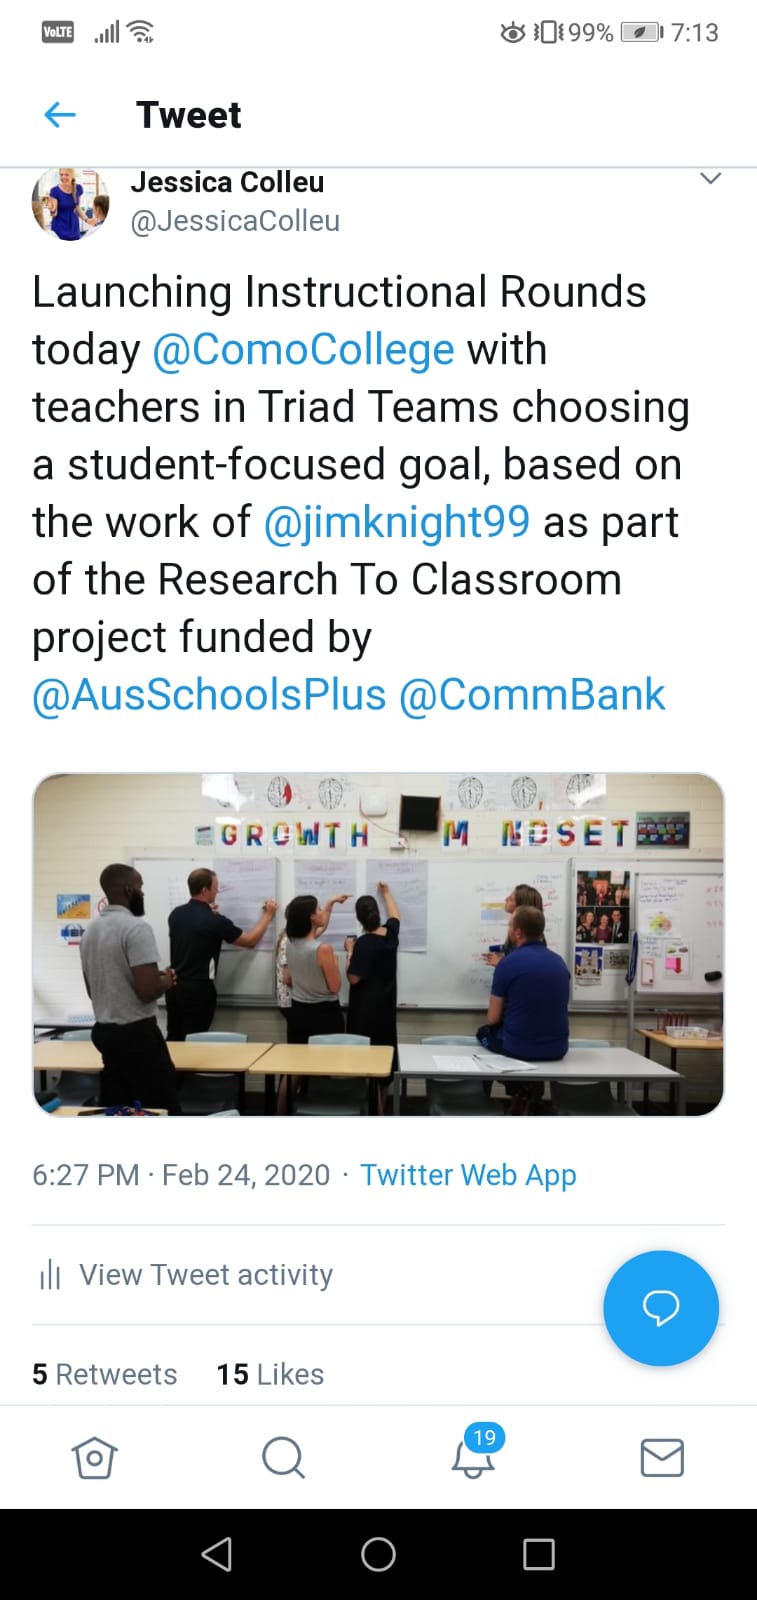 VoLTE
99% 7:13
Tweet
Jessica Colleu
@JessicaColleu
Launching Instructional Rounds
today @ComoCollege with
teachers in Triad Teams choosing
a student-focused goal, based on
the work of @jimknight99 as part
of the Research To Classroom
project funded by
@AusSchoolsPlus @CommBank
GROWTH M NDSET
6:27 PM · Feb 24, 2020 · Twitter Web App
View Tweet activity
5 Retweets 15 Likes
19